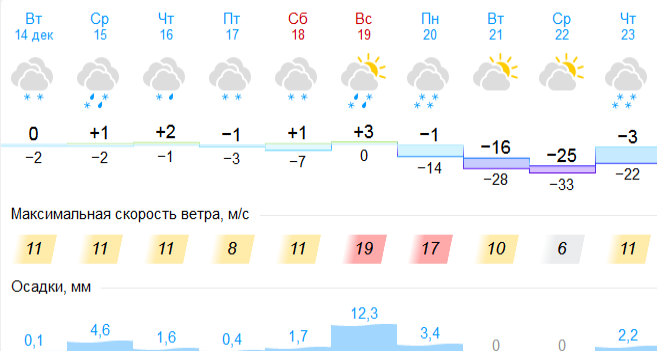 Вт Ср Чт Пт Сб Вс Пн Вт Ср Чт
14 дек 15 16 17 18 19 20 21 22 23
0 +1 +2 −1 +1 +3 −1 −16 −25 −3
−2 −2 −1 −3 −7 0 −14 −28 −33 −22
Максимальная скорость ветра, м/с
11 11 11 8 11 19 17 10 6 11
Осадки, мм
0,1 4,6 1,6 0,4 1,7 12,3 3,4 0 0 2,2